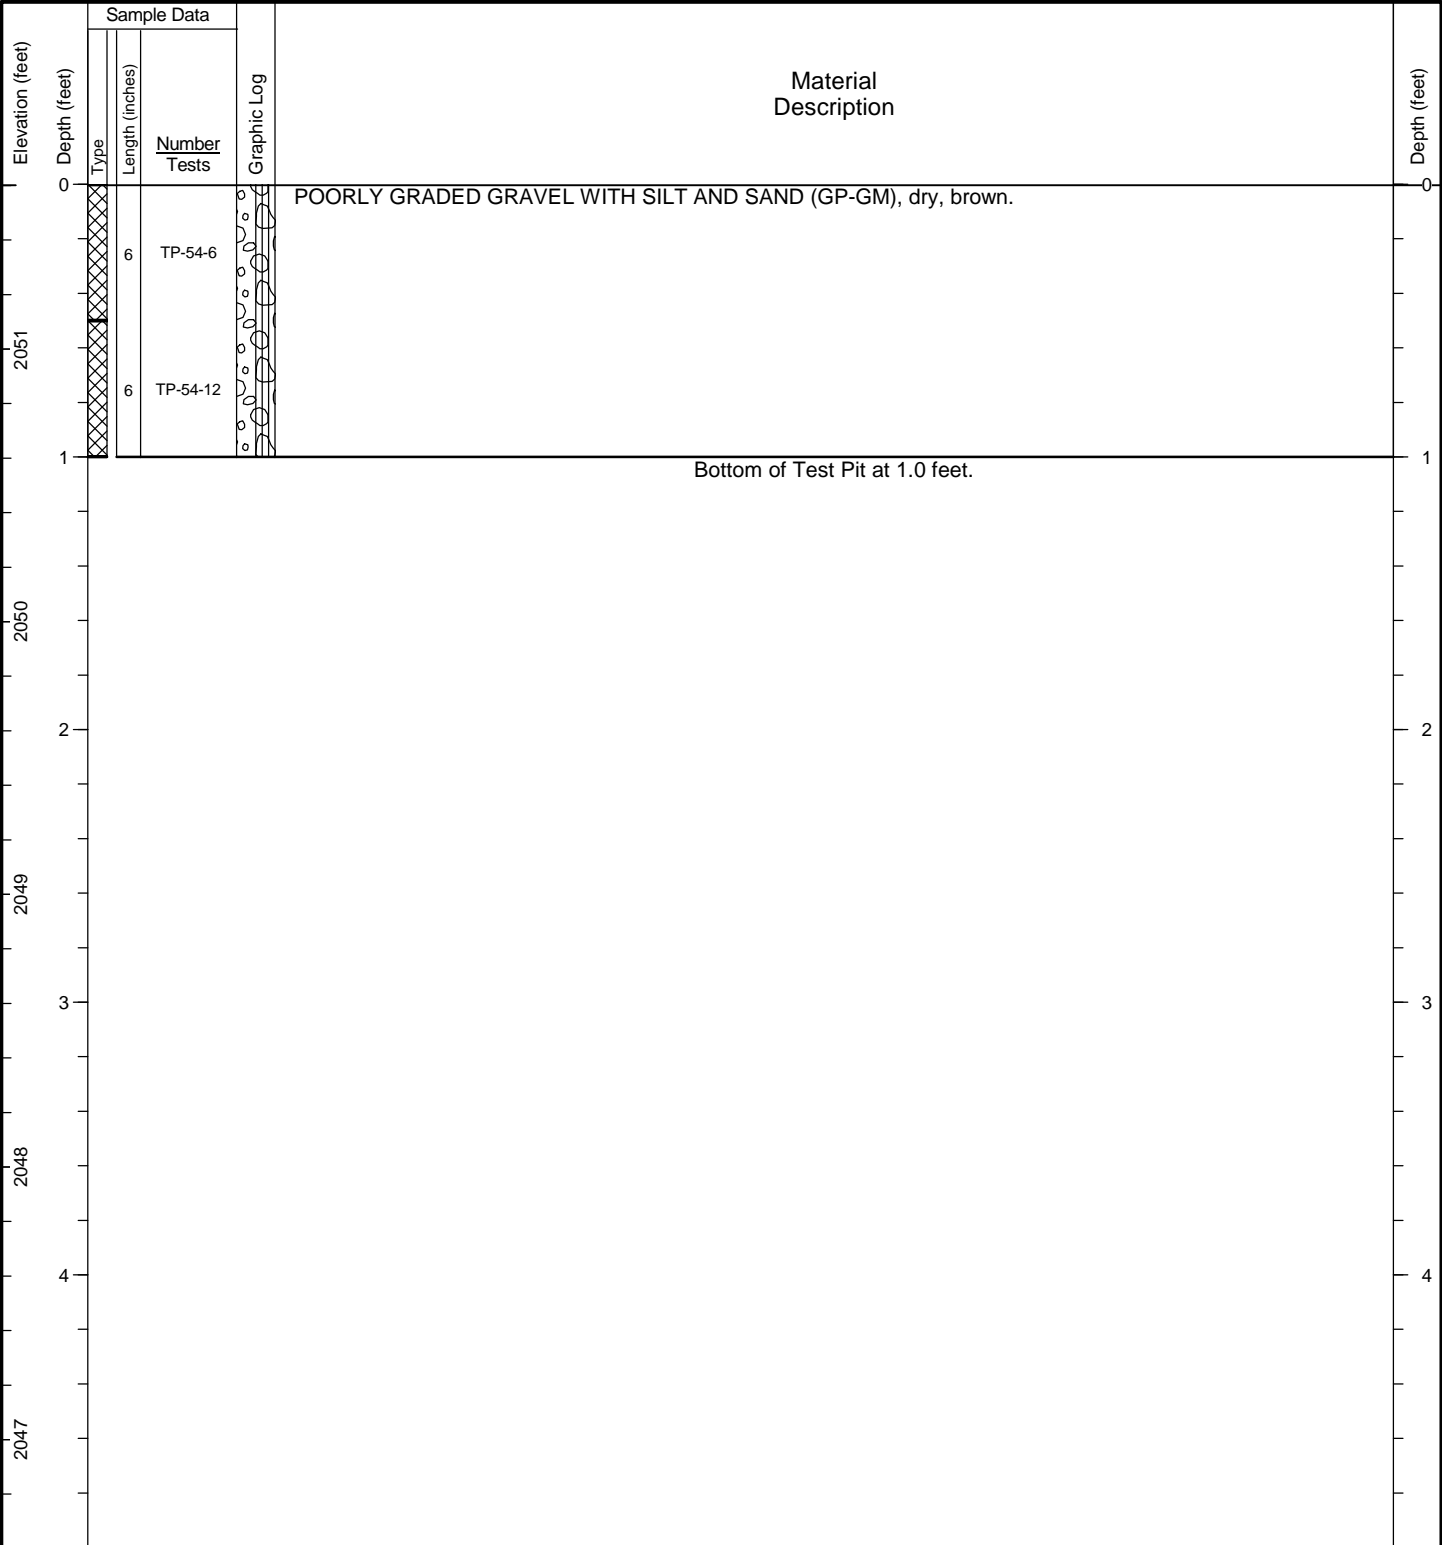 Sample Data
Elevation (feet)
Depth (feet)
Type
Length (inches)
Number
Tests
Graphic Log
Material
Description
Depth (feet)
0
POORLY GRADED GRAVEL WITH SILT AND SAND (GP-GM), dry, brown.
0
6
TP-54-6
2051
6
TP-54-12
1
1
Bottom of Test Pit at 1.0 feet.
2050
2
2
2049
3
3
2048
4
4
2047